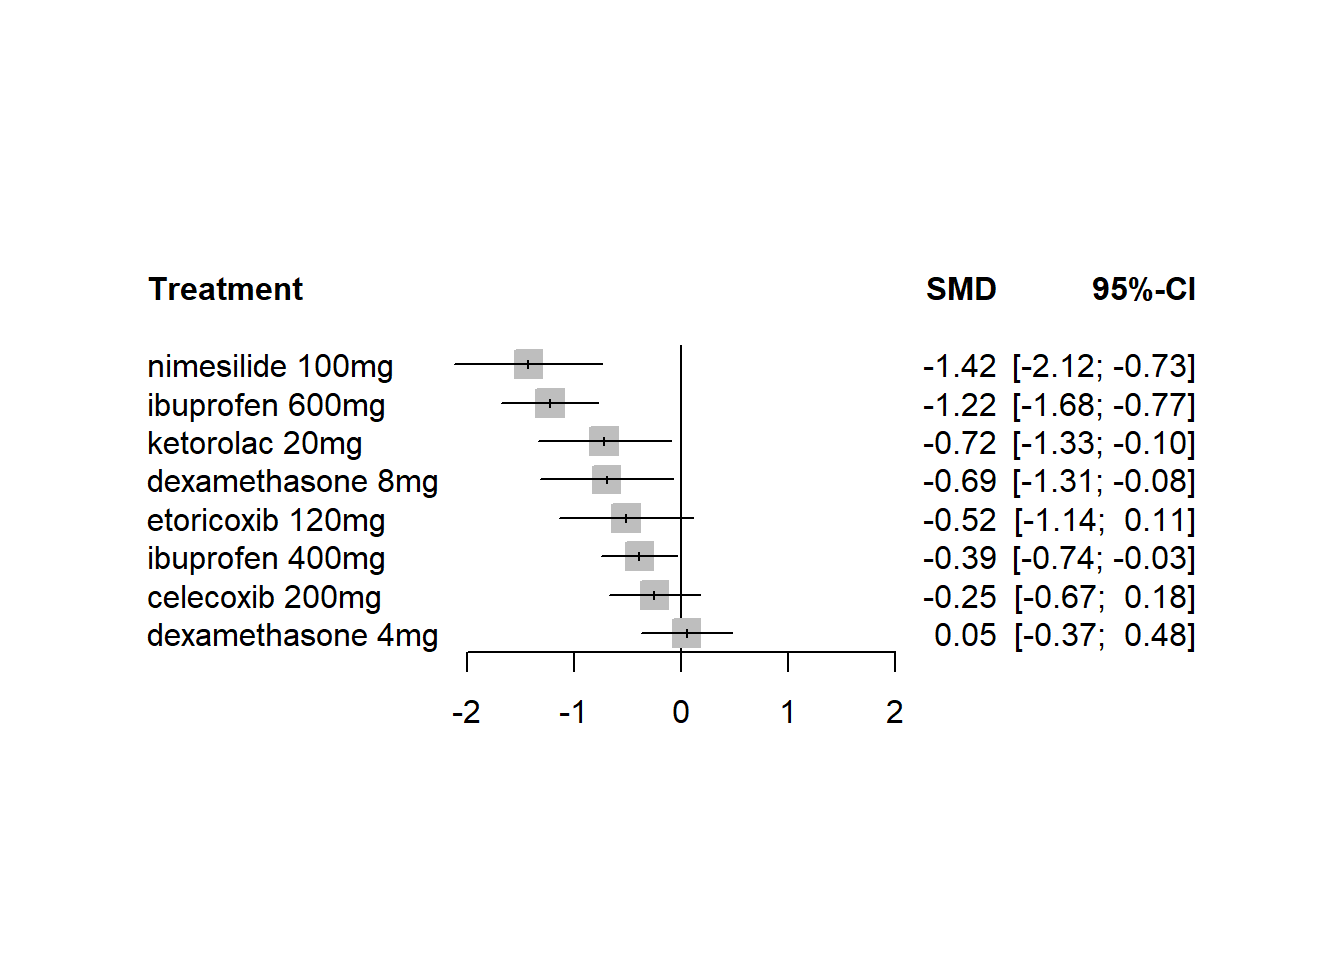 Treatment SMD 95%-CI
nimesilide 100mg -1.42 [-2.12; -0.73]
ibuprofen 600mg -1.22 [-1.68; -0.77]
ketorolac 20mg -0.72 [-1.33; -0.10]
dexamethasone 8mg -0.69 [-1.31; -0.08]
etoricoxib 120mg -0.52 [-1.14; 0.11]
ibuprofen 400mg -0.39 [-0.74; -0.03]
celecoxib 200mg -0.25 [-0.67; 0.18]
dexamethasone 4mg 0.05 [-0.37; 0.48]
-2 -1 0 1 2